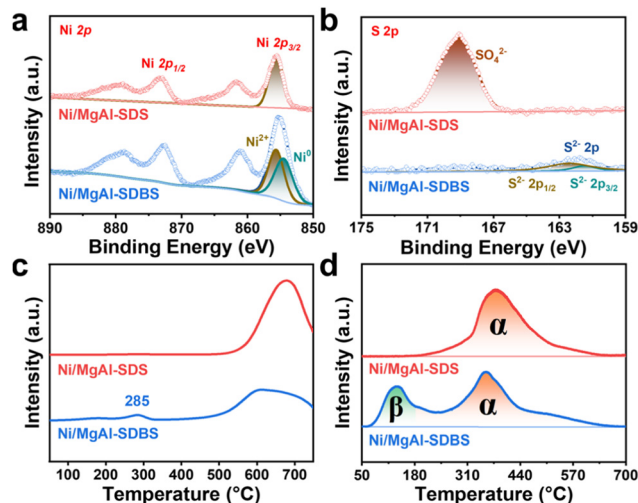 a
Ni 2p
Ni 2p₁/₂
Ni 2p₃/₂
Ni/MgAl-SDS
Ni²⁺
Ni⁰
Ni/MgAl-SDBS
Intensity (a.u.)
890 880 870 860 850
Binding Energy (eV)
b
S 2p
SO₄²⁻
Ni/MgAl-SDS
S²⁻ 2p
S²⁻ 2p₁/₂
S²⁻ 2p₃/₂
Ni/MgAl-SDBS
Intensity (a.u.)
175 171 167 163 159
Binding Energy (eV)
c
Ni/MgAl-SDS
285
Ni/MgAl-SDBS
Intensity (a.u.)
100 200 300 400 500 600 700
Temperature (°C)
d
α
Ni/MgAl-SDS
β
α
Ni/MgAl-SDBS
Intensity (a.u.)
50 180 310 440 570 700
Temperature (°C)